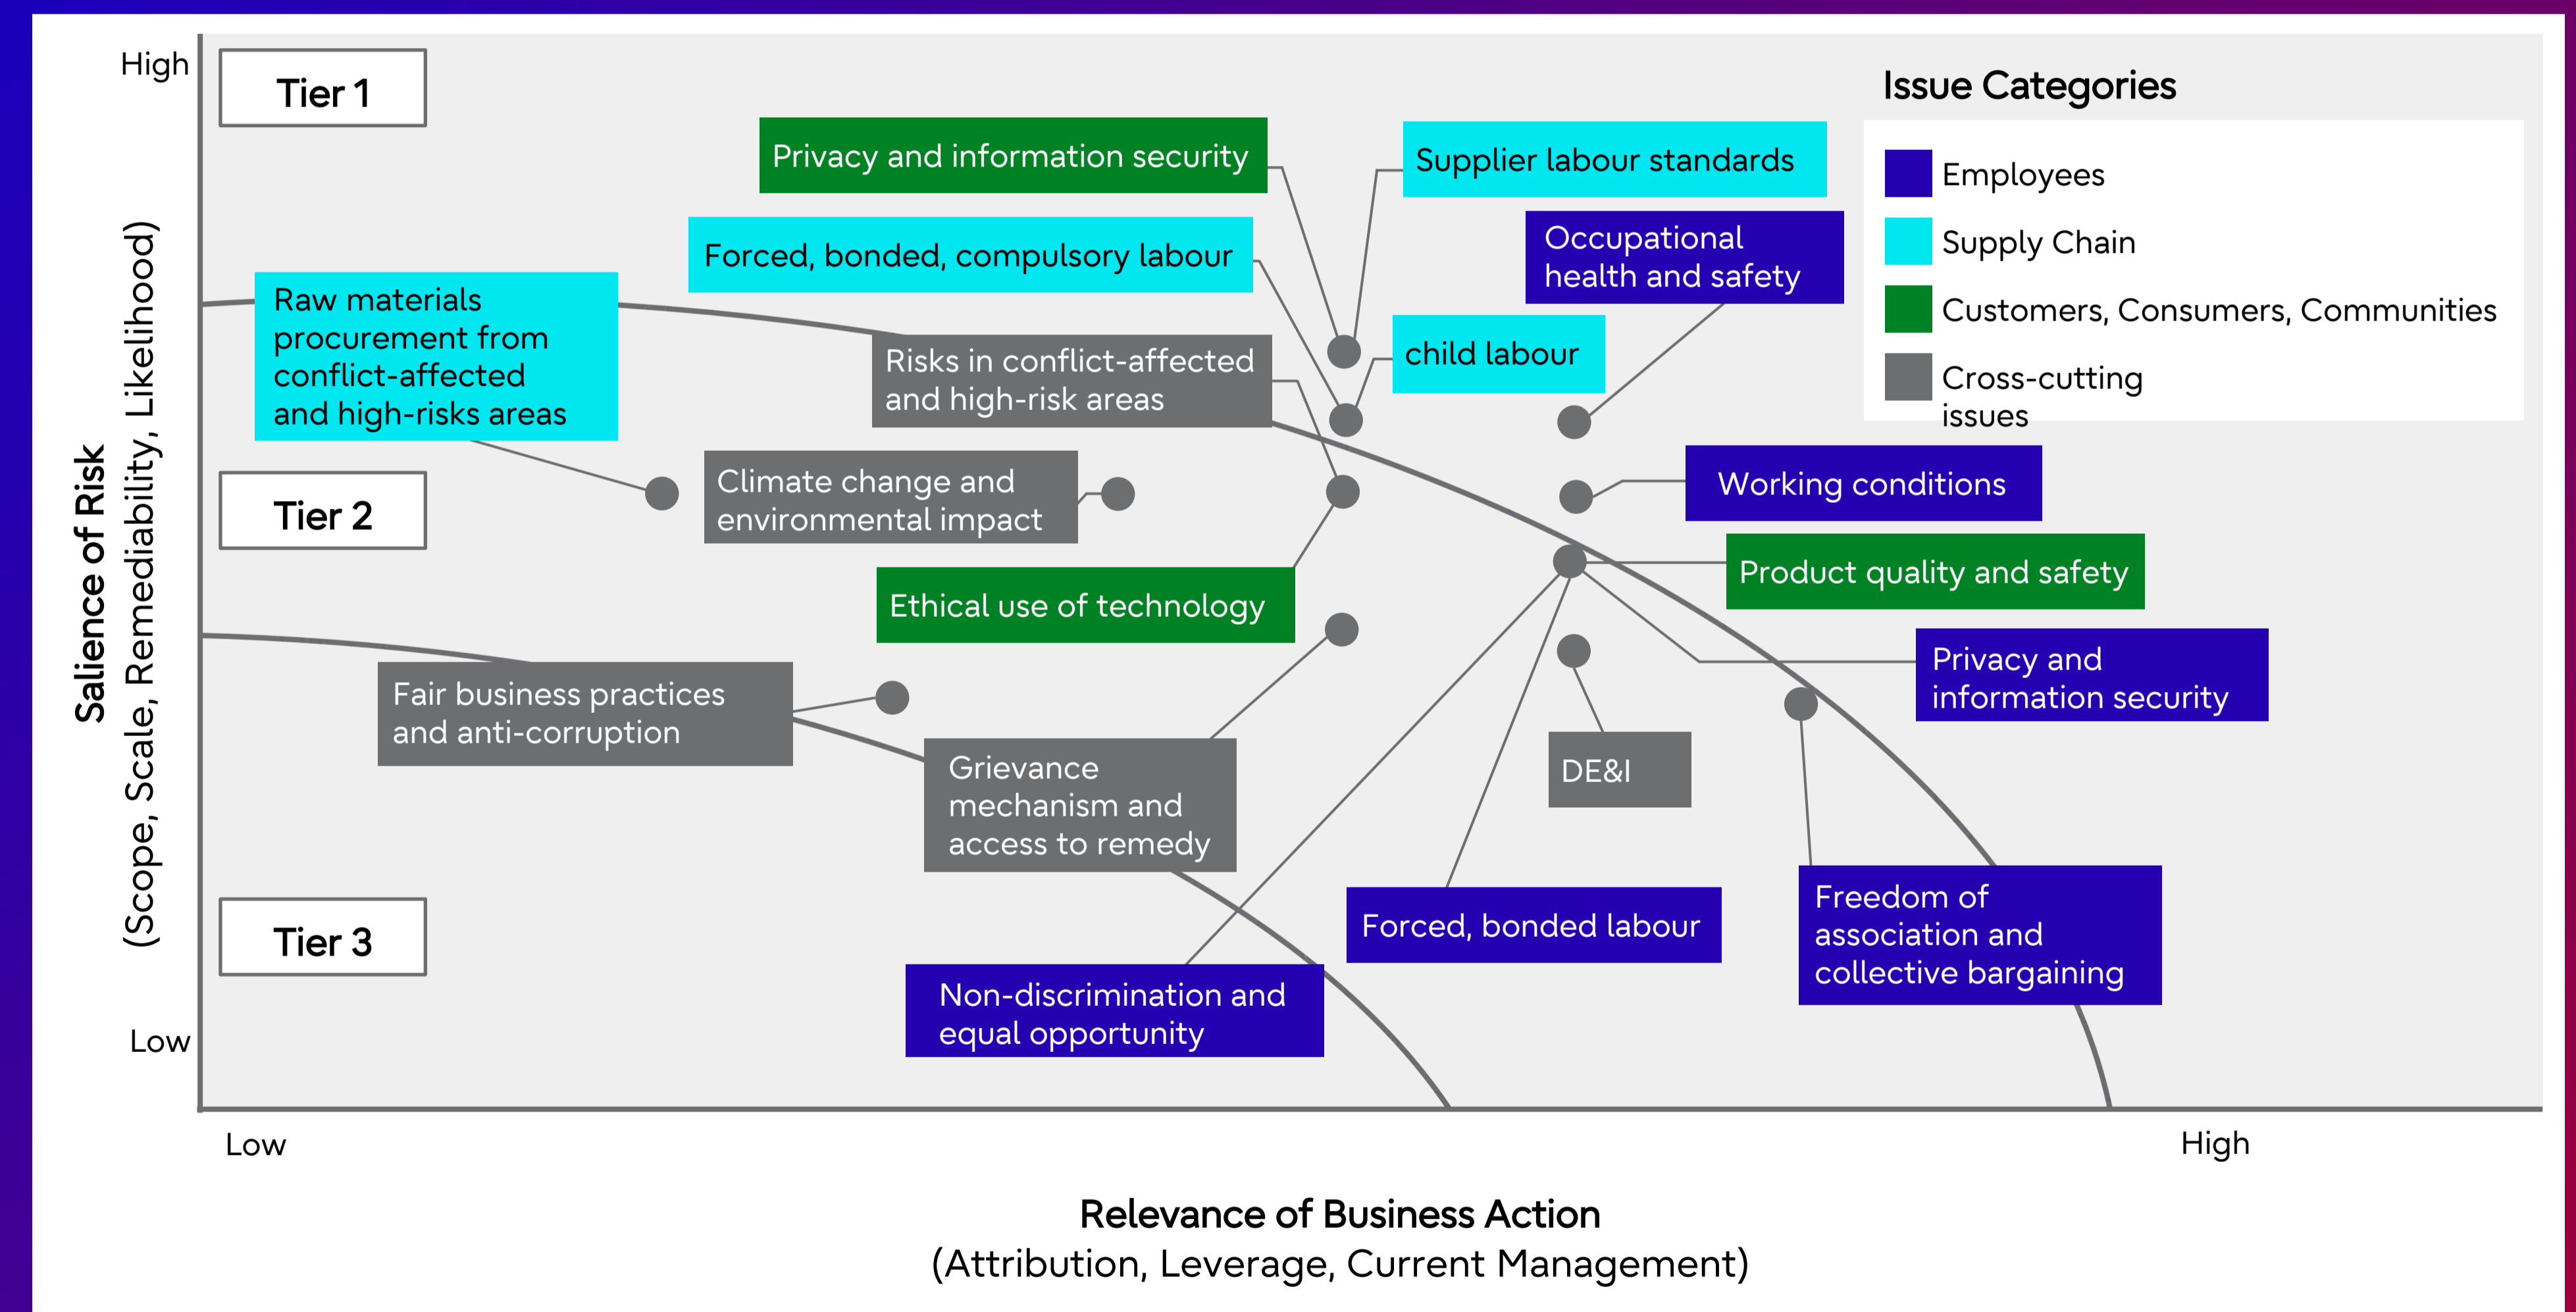 High
Tier 1
Privacy and information security
Supplier labour standards
Issue Categories
Employees
Supply Chain
Customers, Consumers, Communities
Cross-cutting
issues
Forced, bonded, compulsory labour
Occupational
health and safety
Raw materials
procurement from
conflict-affected
and high-risks areas
Risks in conflict-affected
and high-risk areas
child labour
Tier 2
Climate change and
environmental impact
Working conditions
Product quality and safety
Ethical use of technology
Privacy and
information security
Fair business practices
and anti-corruption
Grievance
mechanism and
access to remedy
DE&I
Tier 3
Forced, bonded labour
Freedom of
association and
collective bargaining
Non-discrimination and
equal opportunity
Low
Salience of Risk
(Scope, Scale, Remediability, Likelihood)
Low
High
Relevance of Business Action
(Attribution, Leverage, Current Management)